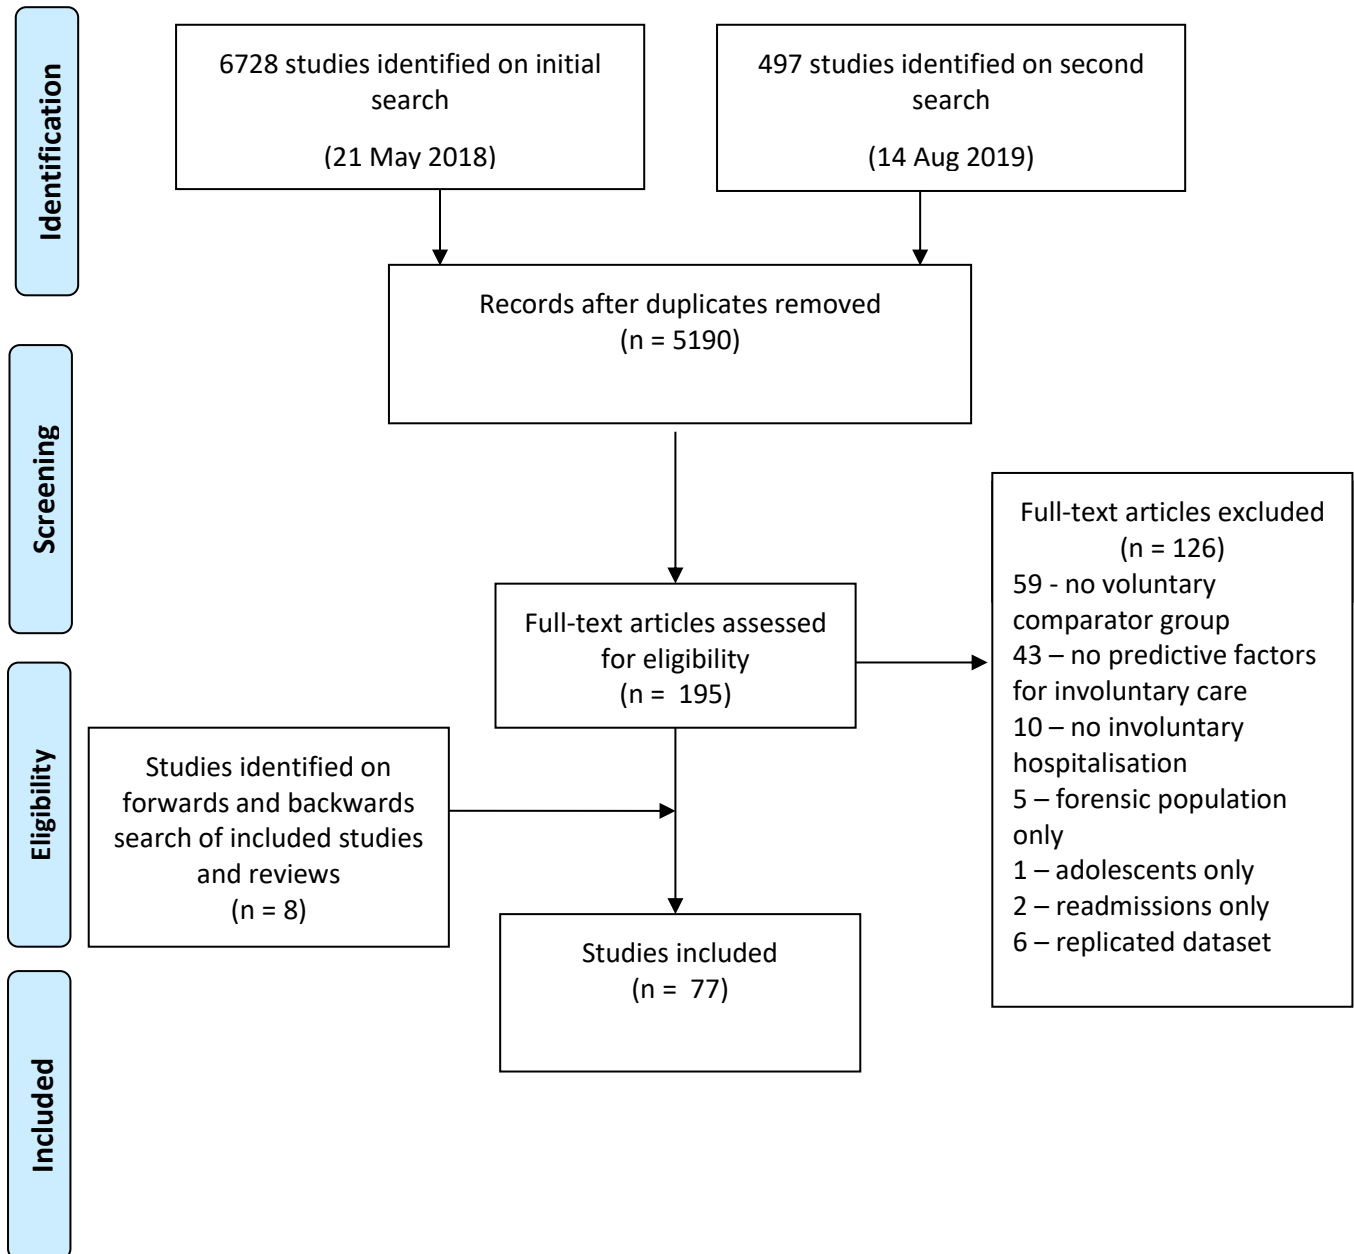 Identification
6728 studies identified on initial
search
(21 May 2018)
497 studies identified on second
search
(14 Aug 2019)
Records after duplicates removed
(n = 5190)
Screening
Full-text articles assessed
for eligibility
(n =  195)
Full-text articles excluded
(n = 126)
59 - no voluntary
comparator group
43 – no predictive factors
for involuntary care
10 – no involuntary
hospitalisation
5 – forensic population
only
1 – adolescents only
2 – readmissions only
6 – replicated dataset
Eligibility
Studies identified on
forwards and backwards
search of included studies
and reviews
(n = 8)
Studies included
(n =  77)
Included